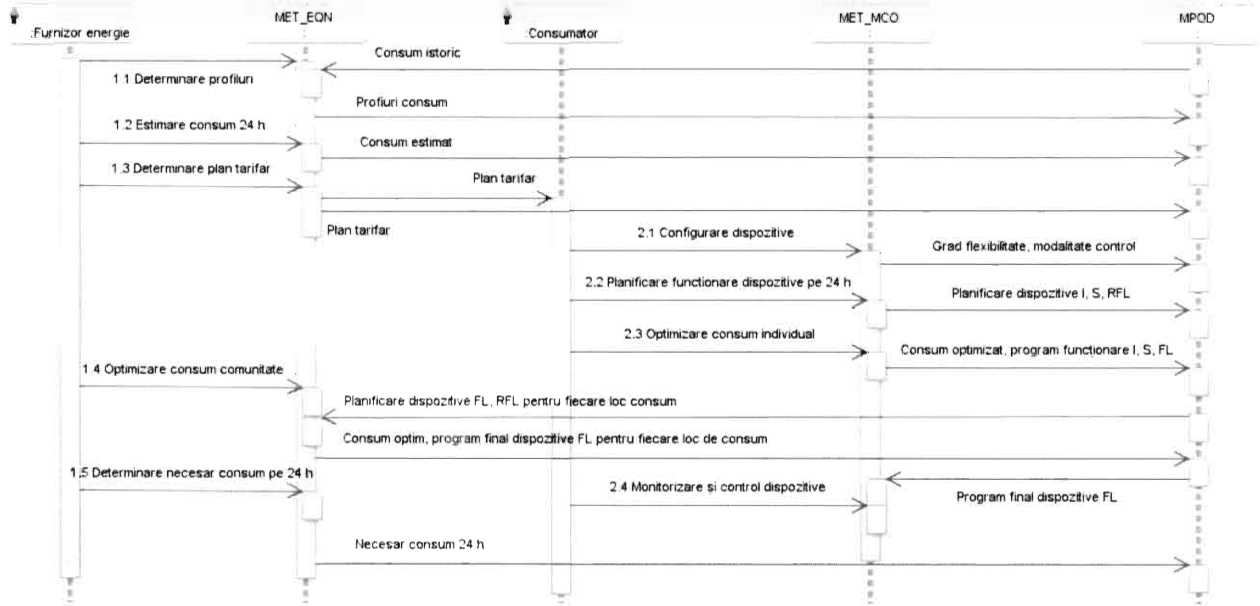 :Furnizor energie
MET_EON
:Consumator
MET_MCO
MPOD
Consum istoric
1.1 Determinare profiluri
Profiuri consum
1.2 Estimare consum 24 h
Consum estimat
1.3 Determinare plan tarifar
Plan tarifar
Plan tarifar
2.1 Configurare dispozitive
Grad flexibilitate, modalitate control
2.2 Planificare functionare dispozitive pe 24 h
Planificare dispozitive I, S, RFL
2.3 Optimizare consum individual
Consum optimizat, program funcționare I, S, FL
1.4 Optimizare consum comunitate
Planificare dispozitive FL, RFL pentru fiecare loc consum
Consum optim, program final dispozitive FL pentru fiecare loc de consum
1.5 Determinare necesar consum pe 24 h
2.4 Monitorizare și control dispozitive
Program final dispozitive FL
Necesar consum 24 h